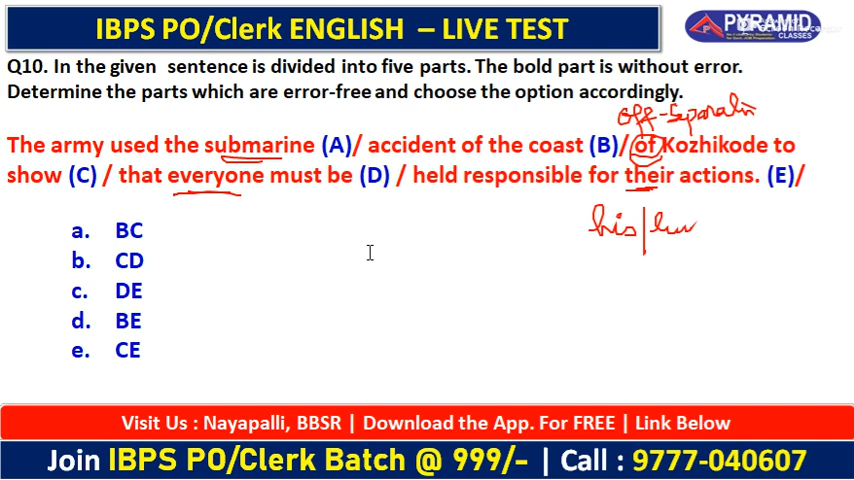 IBPS PO/Clerk ENGLISH – LIVE TEST
PYRAMID
CLASSES
Q10. In the given sentence is divided into five parts. The bold part is without error.
Determine the parts which are error-free and choose the option accordingly.
off-separation
The army used the submarine (A)/ accident of the coast (B)/ of Kozhikode to
show (C) / that everyone must be (D) / held responsible for their actions. (E)/
his/her
a. BC
b. CD
c. DE
d. BE
e. CE
Visit Us : Nayapalli, BBSR | Download the App. For FREE | Link Below
Join IBPS PO/Clerk Batch @ 999/- | Call : 9777-040607